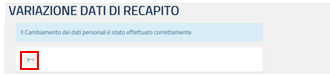 VARIAZIONE DATI DI RECAPITO
Il Cambiamento dei dati personali è stato effettuato correttamente.